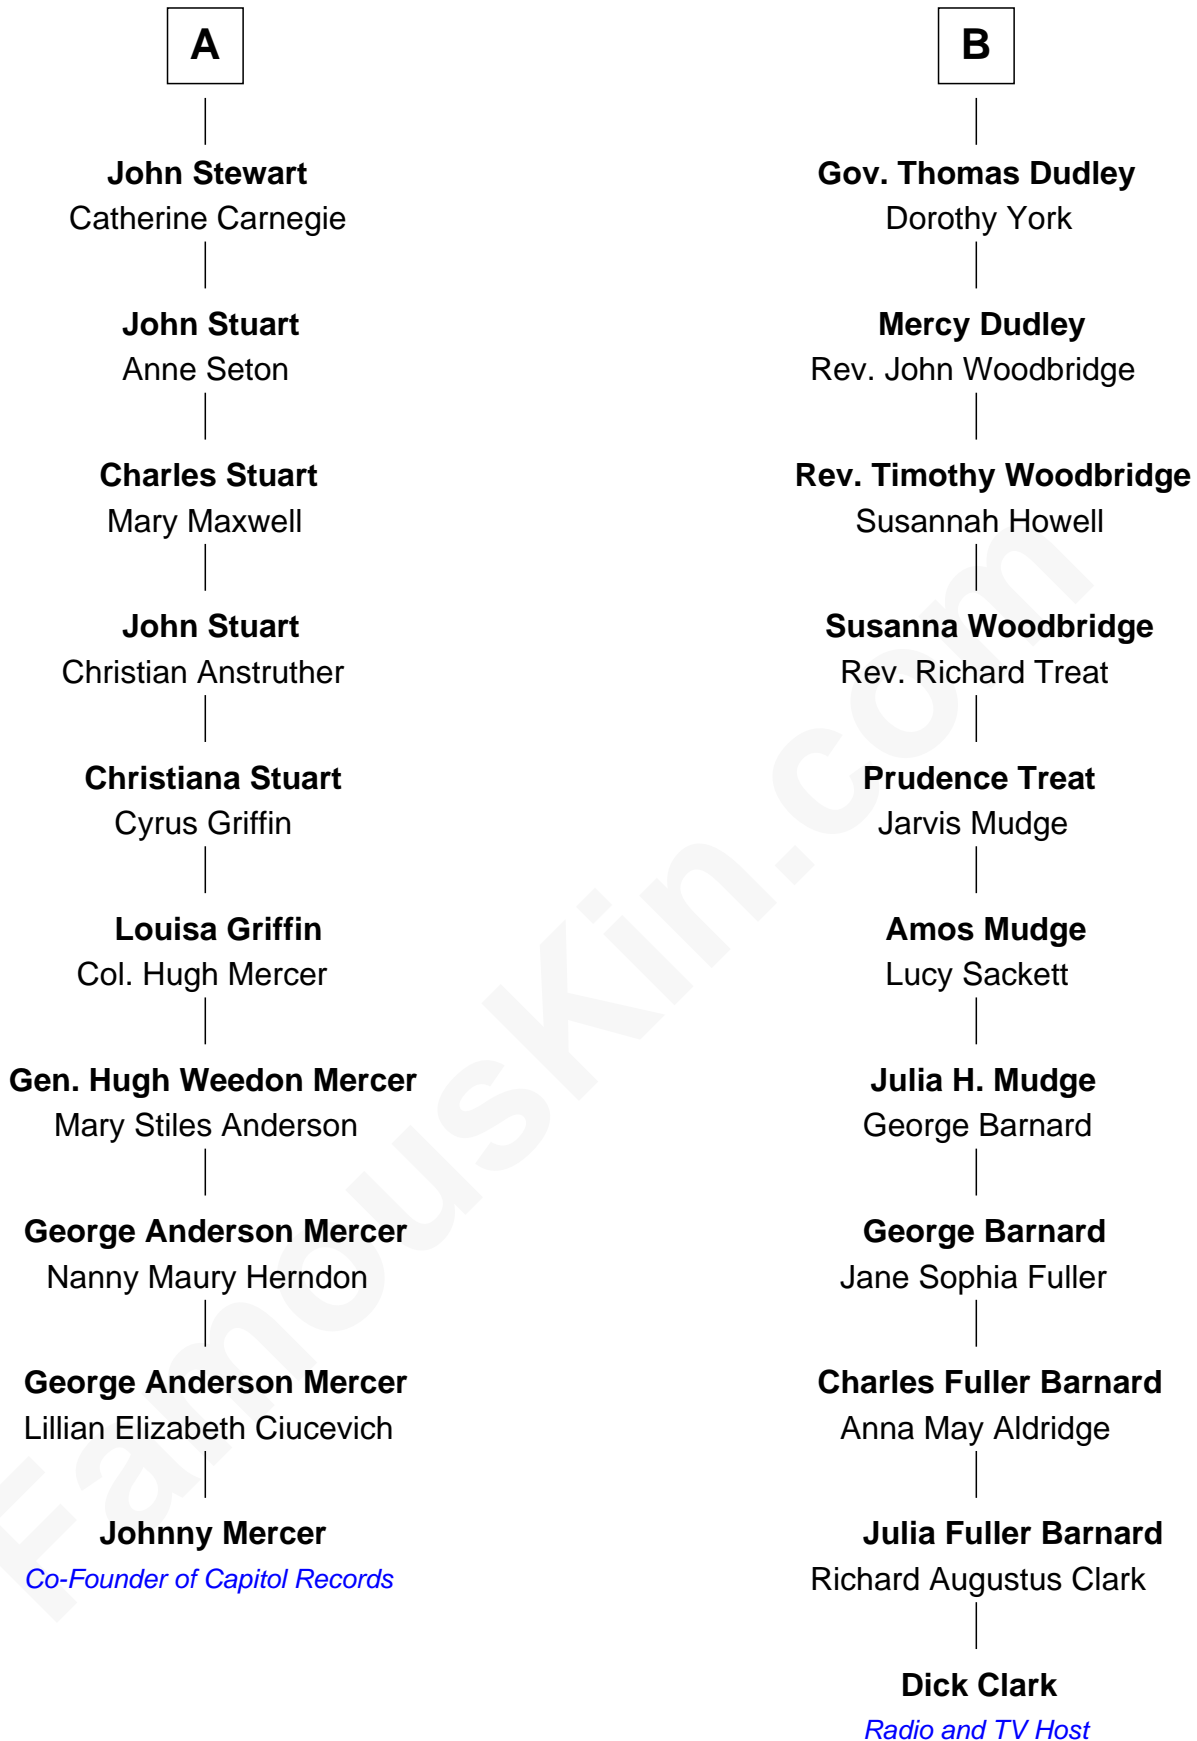 A
John Stewart
Catherine Carnegie
John Stuart
Anne Seton
Charles Stuart
Mary Maxwell
John Stuart
Christian Anstruther
Christiana Stuart
Cyrus Griffin
Louisa Griffin
Col. Hugh Mercer
Gen. Hugh Weedon Mercer
Mary Stiles Anderson
George Anderson Mercer
Nanny Maury Herndon
George Anderson Mercer
Lillian Elizabeth Ciucevich
Johnny Mercer
Co-Founder of Capitol Records
B
Gov. Thomas Dudley
Dorothy York
Mercy Dudley
Rev. John Woodbridge
Rev. Timothy Woodbridge
Susannah Howell
Susanna Woodbridge
Rev. Richard Treat
Prudence Treat
Jarvis Mudge
Amos Mudge
Lucy Sackett
Julia H. Mudge
George Barnard
George Barnard
Jane Sophia Fuller
Charles Fuller Barnard
Anna May Aldridge
Julia Fuller Barnard
Richard Augustus Clark
Dick Clark
Radio and TV Host
FamousKin.com